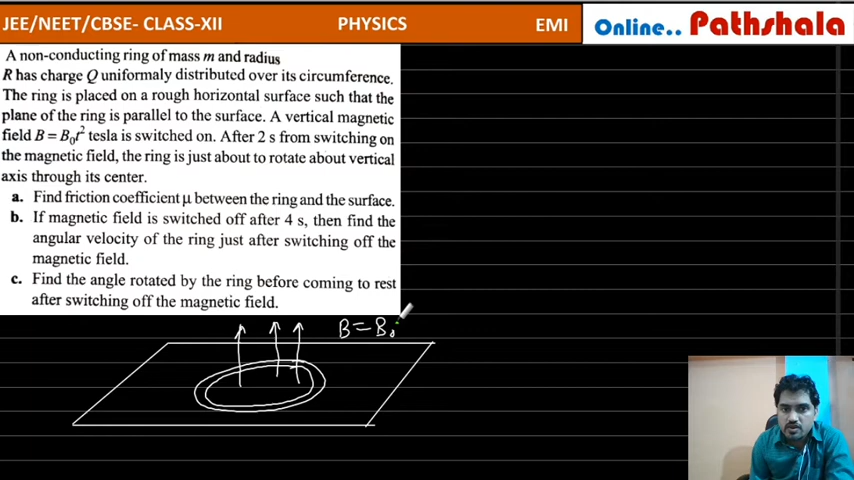 JEE/NEET/CBSE- CLASS-XII PHYSICS EMI Online.. Pathshala
A non-conducting ring of mass m and radius
R has charge Q uniformaly distributed over its circumference.
The ring is placed on a rough horizontal surface such that the
plane of the ring is parallel to the surface. A vertical magnetic
field B = B₀t² tesla is switched on. After 2 s from switching on
the magnetic field, the ring is just about to rotate about vertical
axis through its center.
a. Find friction coefficient μ between the ring and the surface.
b. If magnetic field is switched off after 4 s, then find the
angular velocity of the ring just after switching off the
magnetic field.
c. Find the angle rotated by the ring before coming to rest
after switching off the magnetic field.
B = B₀